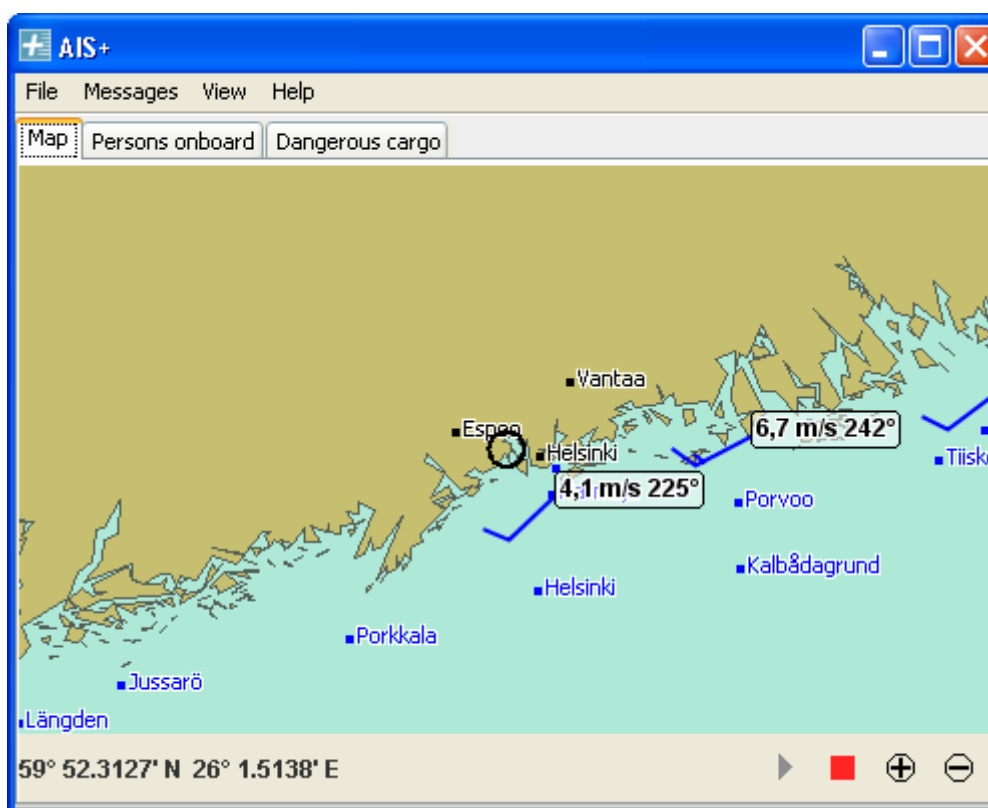 AIS+
File Messages View Help
Map Persons onboard Dangerous cargo
Vantaa
Espoo
Helsinki
6,7 m/s 242°
4,1 m/s 225°
Porvoo
Kalbådagrund
Helsinki
Porkkala
Jussarö
Längden
59° 52.3127' N 26° 1.5138' E